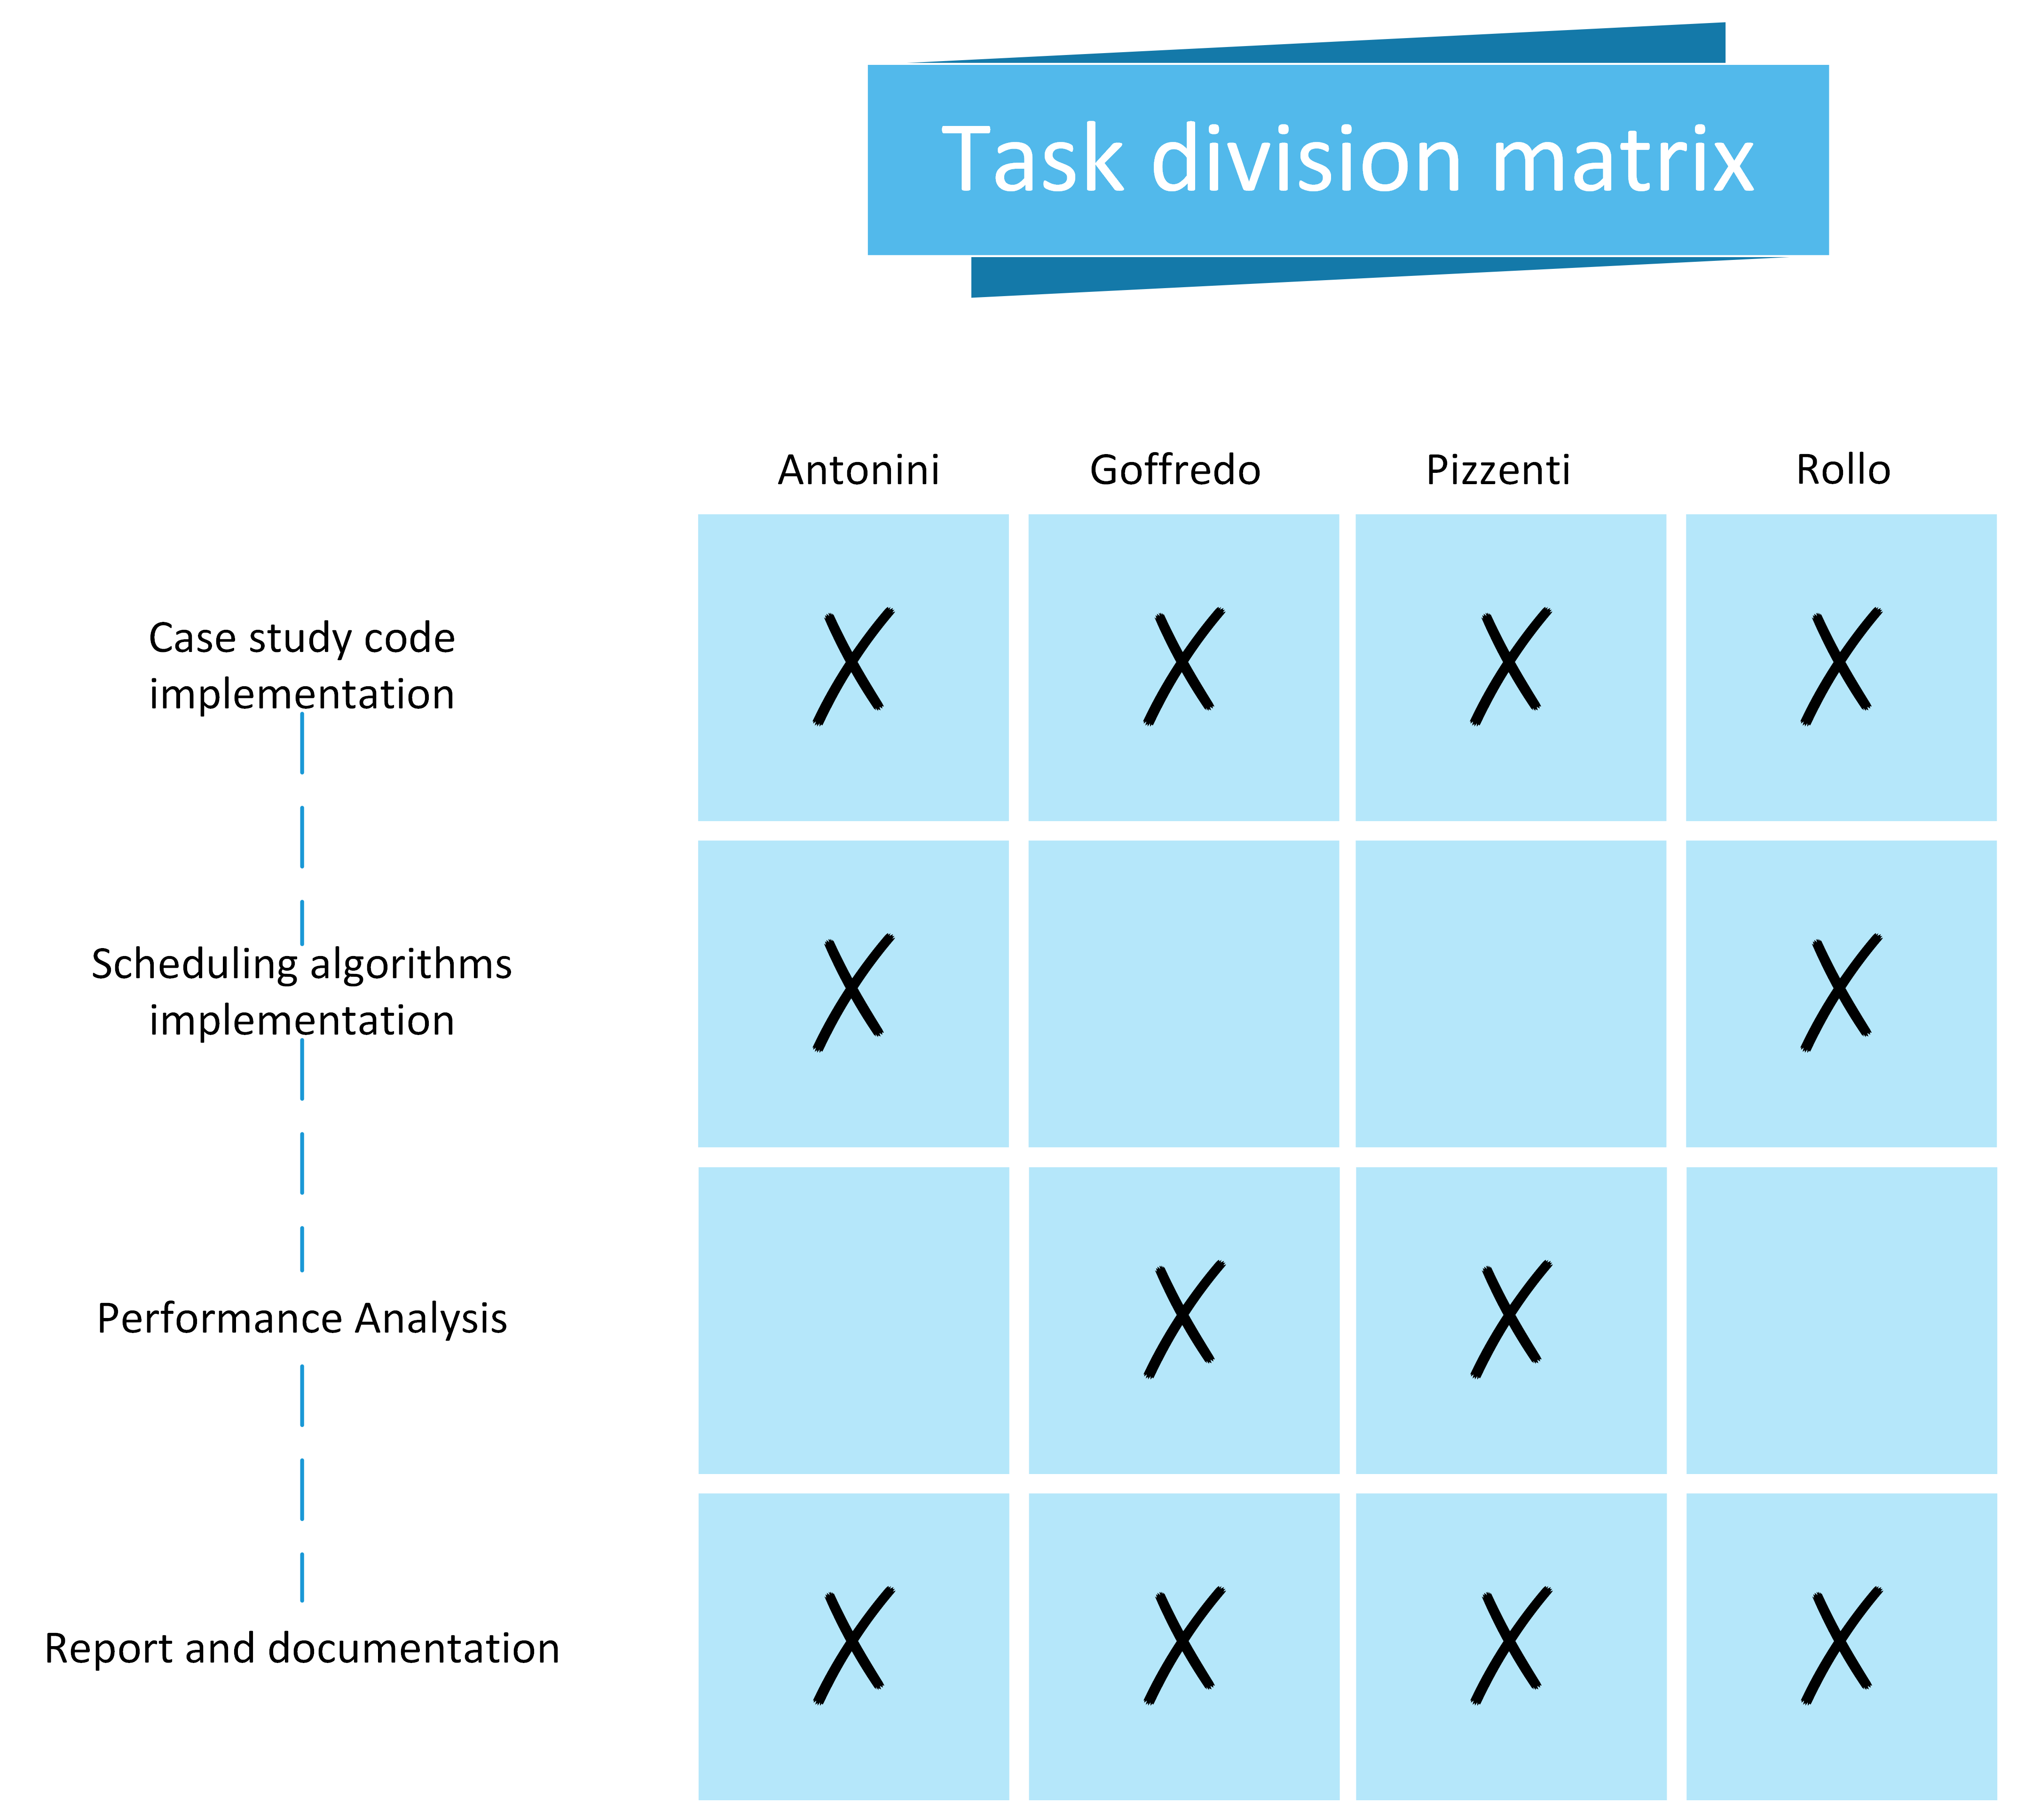 Task division matrix
Antonini Goffredo Pizzenti Rollo
Case study code
implementation
X X X X
Scheduling algorithms
implementation
X X
Performance Analysis
X X
Report and documentation
X X X X